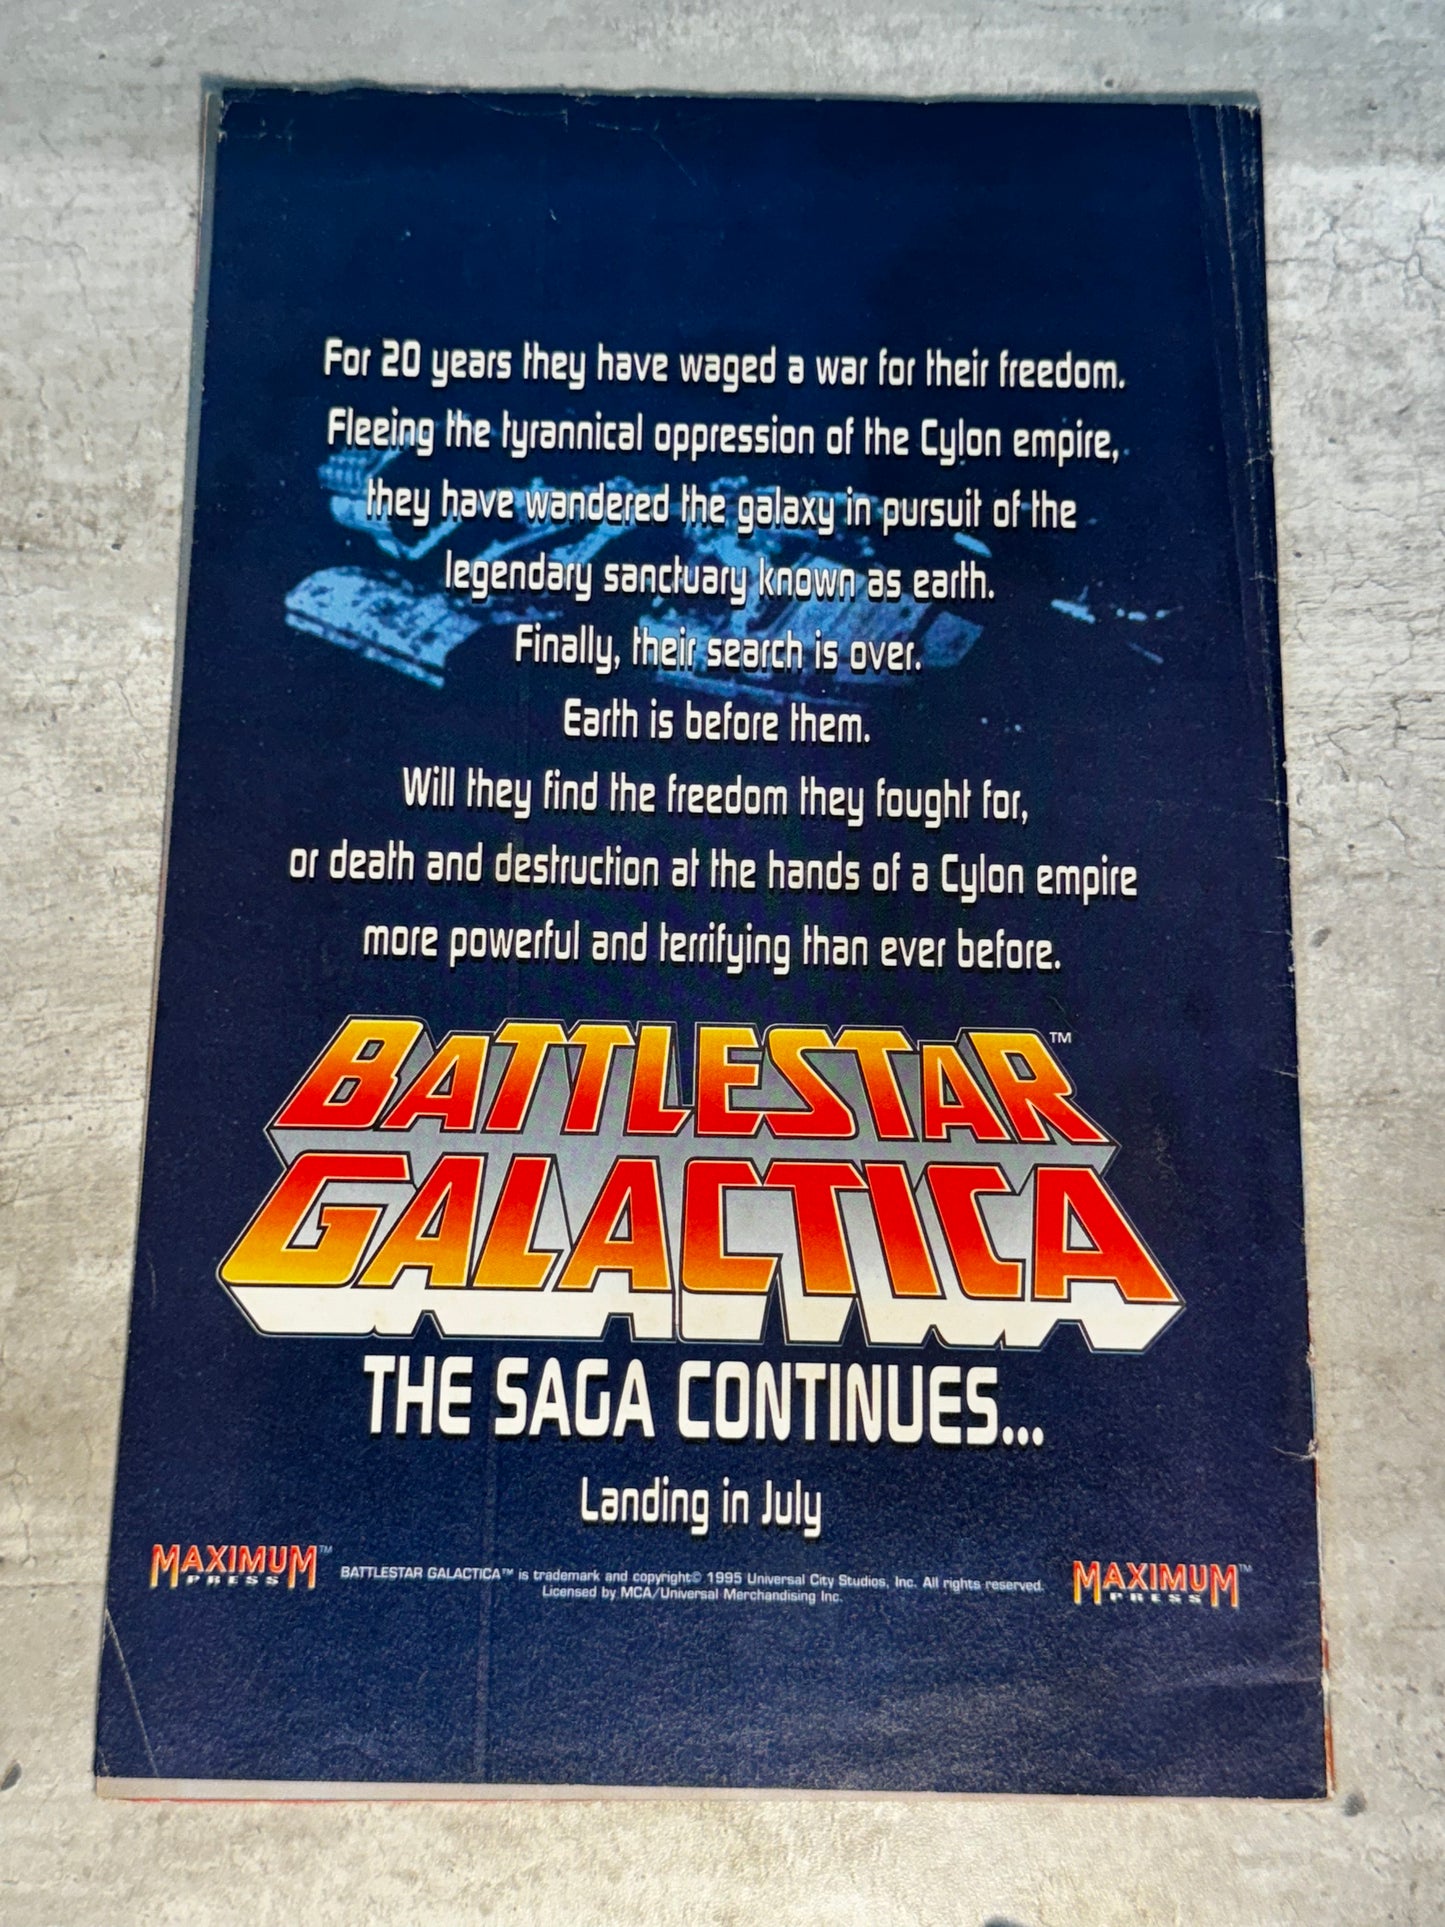 For 20 years they have waged a war for their freedom.
Fleeing the tyrannical oppression of the Cylon empire,
they have wandered the galaxy in pursuit of the
legendary sanctuary known as earth.
Finally, their search is over.
Earth is before them.
Will they find the freedom they fought for,
or death and destruction at the hands of a Cylon empire
more powerful and terrifying than ever before.
BATTLESTAR™
GALACTICA
THE SAGA CONTINUES...
Landing in July
MAXIMUM™
PRESS
BATTLESTAR GALACTICA™ is trademark and copyright© 1995 Universal City Studios, Inc. All rights reserved.
Licensed by MCA/Universal Merchandising Inc.
MAXIMUM™
PRESS